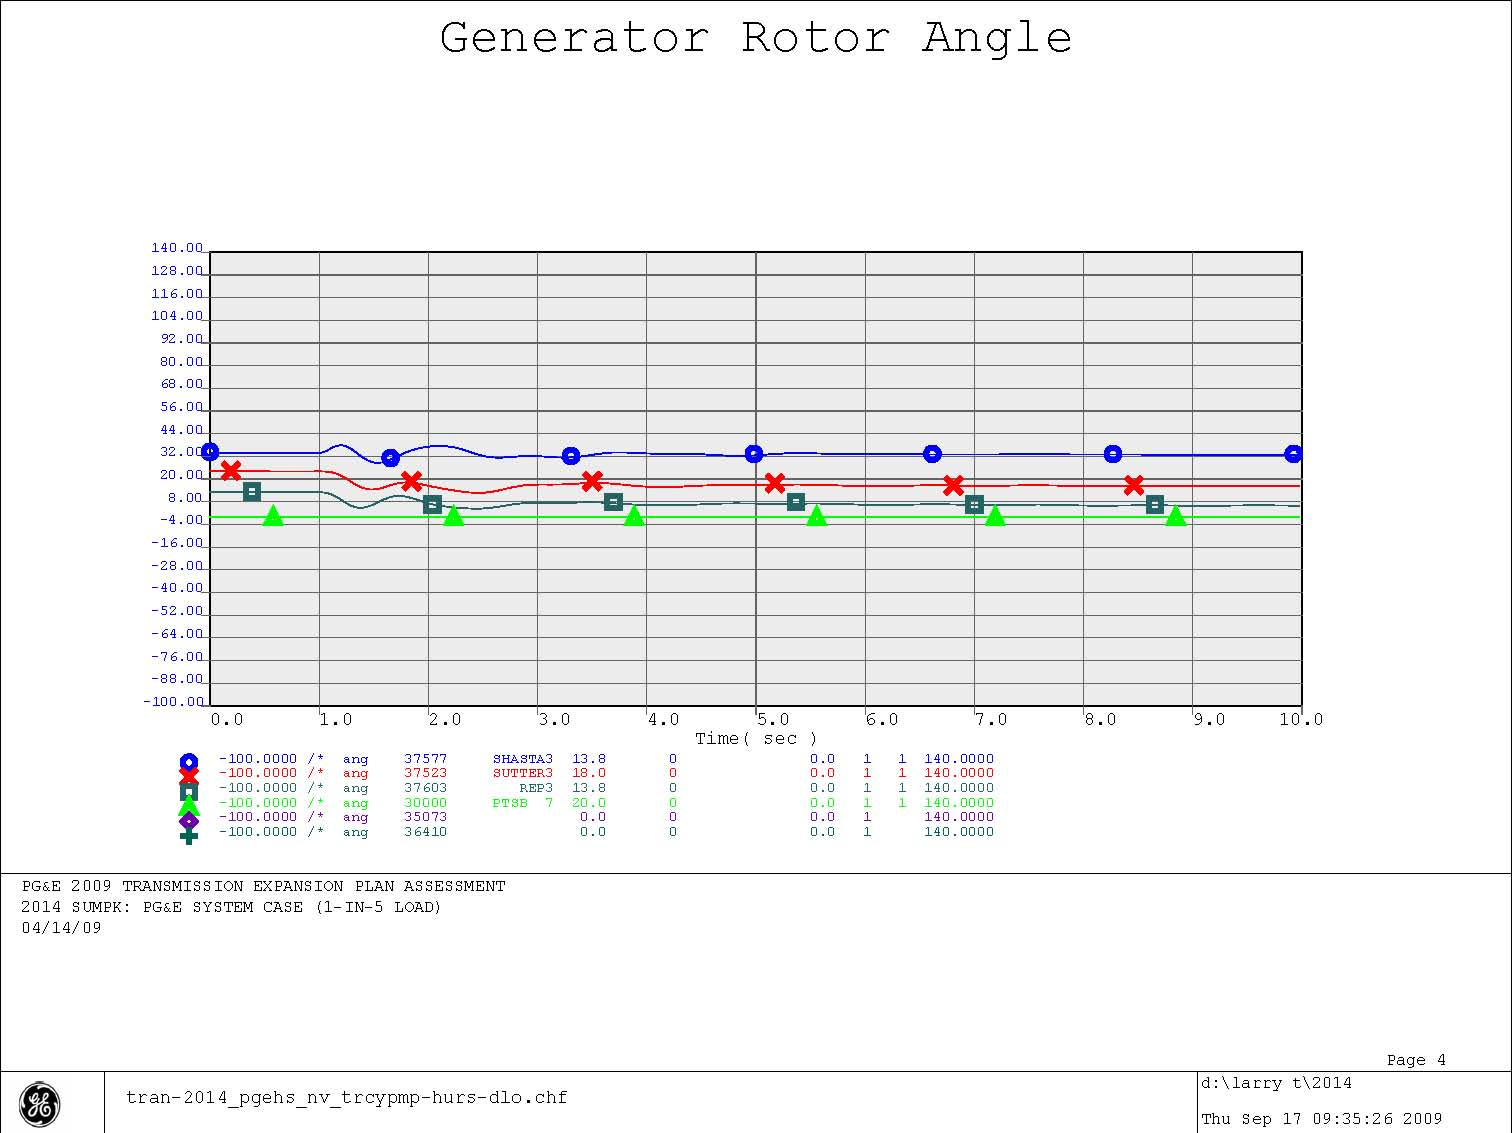 Generator Rotor Angle
140.00
128.00
116.00
104.00
92.00
80.00
68.00
56.00
44.00
32.00
20.00
8.00
-4.00
-16.00
-28.00
-40.00
-52.00
-64.00
-76.00
-88.00
-100.00
0.0 1.0 2.0 3.0 4.0 5.0 6.0 7.0 8.0 9.0 10.0
Time( sec )
-100.0000 /* ang 37577 SHASTA3 13.8 0 0.0 1 1 140.0000
-100.0000 /* ang 37523 SUTTER3 18.0 0 0.0 1 1 140.0000
-100.0000 /* ang 37603 REP3 13.8 0 0.0 1 1 140.0000
-100.0000 /* ang 30000 PTSB 7 20.0 0 0.0 1 1 140.0000
-100.0000 /* ang 35073 0.0 0 0.0 1 140.0000
-100.0000 /* ang 36410 0.0 0 0.0 1 140.0000
PG&E 2009 TRANSMISSION EXPANSION PLAN ASSESSMENT
2014 SUMPK: PG&E SYSTEM CASE (1-IN-5 LOAD)
04/14/09
Page 4
GE
tran-2014_pgehs_nv_trcypmp-hurs-dlo.chf
d:\larry t\2014
Thu Sep 17 09:35:26 2009